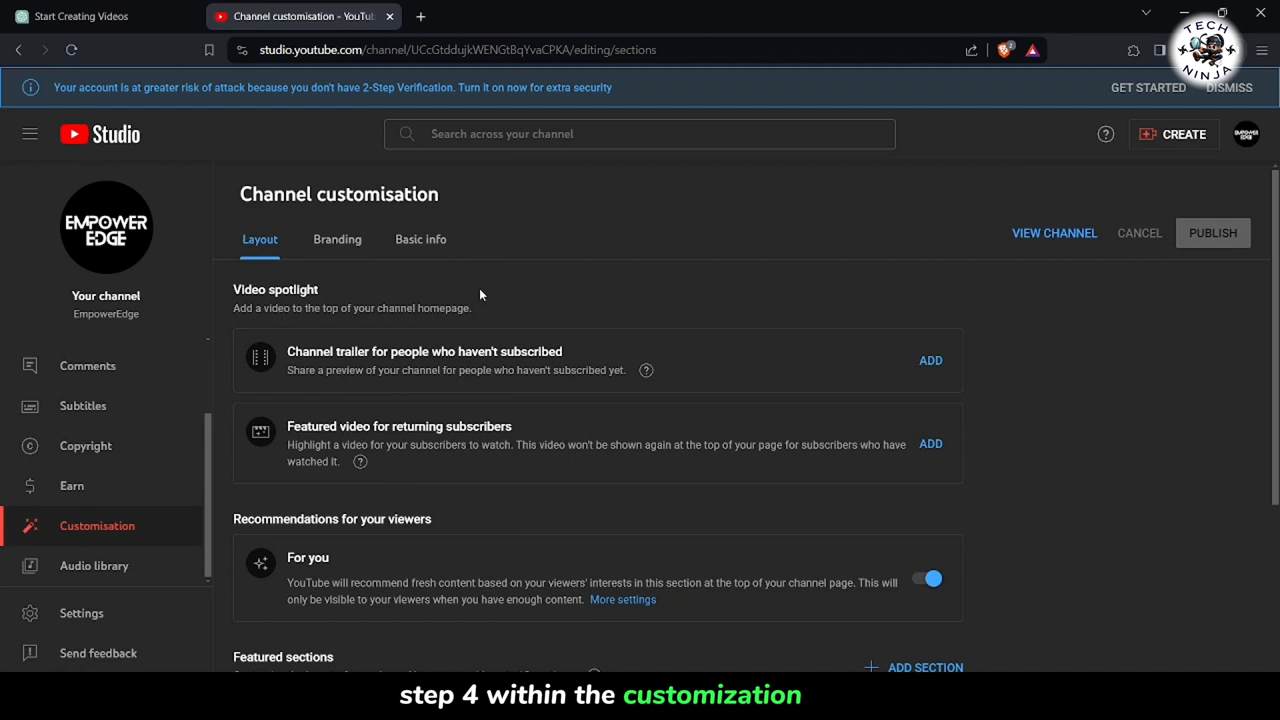 Start Creating Videos
Channel customisation - YouTub
studio.youtube.com/channel/UCcGtddujkWENGtBqYvaCPKA/editing/sections
2
TECH
NINJA
Your account is at greater risk of attack because you don't have 2-Step Verification. Turn it on now for extra security
GET STARTED
DISMISS
Studio
Search across your channel
CREATE
EMPOWER
EDGE
EMPOWER
EDGE
Your channel
EmpowerEdge
Comments
Subtitles
Copyright
Earn
Customisation
Audio library
Settings
Send feedback
Channel customisation
Layout
Branding
Basic info
VIEW CHANNEL
CANCEL
PUBLISH
Video spotlight
Add a video to the top of your channel homepage.
Channel trailer for people who haven't subscribed
Share a preview of your channel for people who haven't subscribed yet.
ADD
Featured video for returning subscribers
Highlight a video for your subscribers to watch. This video won't be shown again at the top of your page for subscribers who have
watched it.
ADD
Recommendations for your viewers
For you
YouTube will recommend fresh content based on your viewers' interests in this section at the top of your channel page. This will
only be visible to your viewers when you have enough content. More settings
Featured sections
ADD SECTION
step 4 within the customization